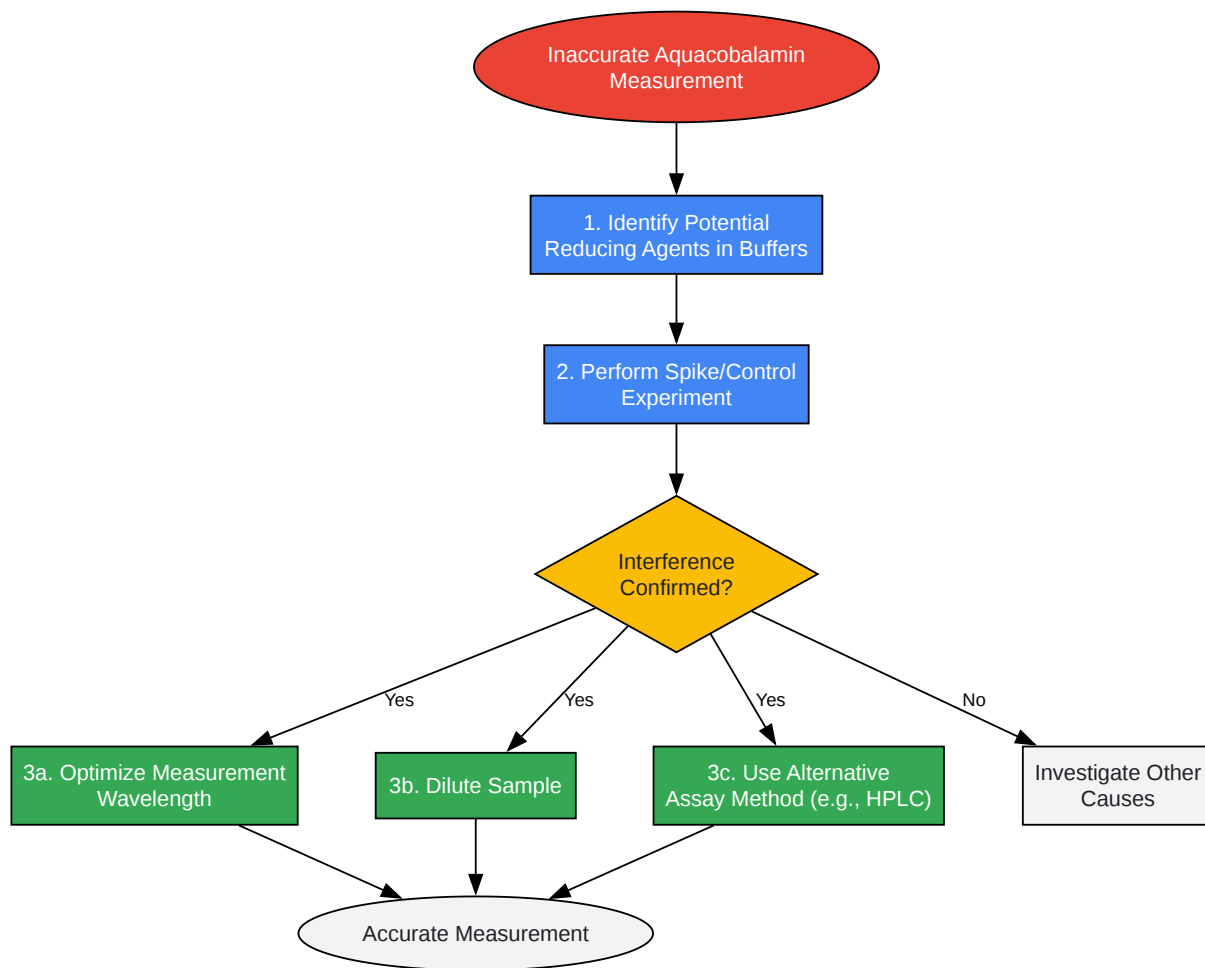 Inaccurate Aquacobalamin
Measurement
1. Identify Potential
Reducing Agents in Buffers
2. Perform Spike/Control
Experiment
Interference
Confirmed?
Yes
Yes
Yes
No
3a. Optimize Measurement
Wavelength
3b. Dilute Sample
3c. Use Alternative
Assay Method (e.g., HPLC)
Investigate Other
Causes
Accurate Measurement